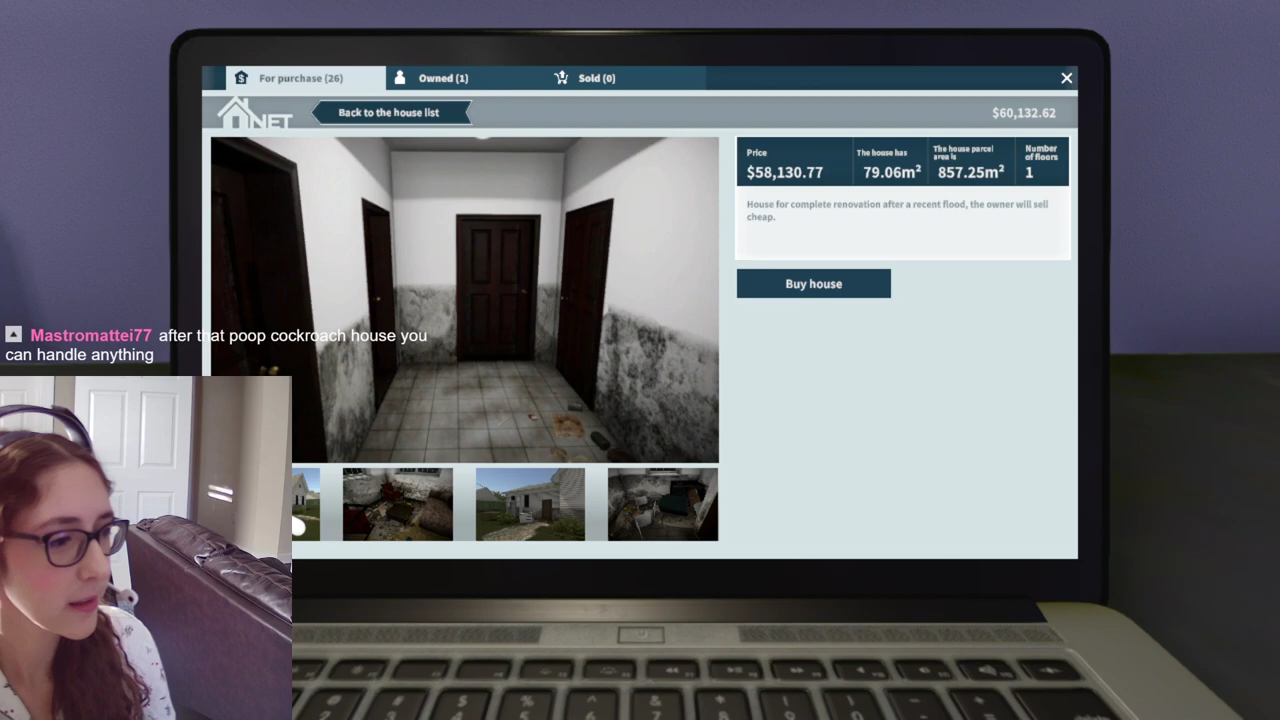 For purchase (26)
Owned (1)
Sold (0)
NET
Back to the house list
$60,132.62
Price
$58,130.77
The house has
79.06m²
The house parcel
area is
857.25m²
Number
of floors
1
House for complete renovation after a recent flood, the owner will sell
cheap.
Buy house
Mastromattei77 after that poop cockroach house you
can handle anything